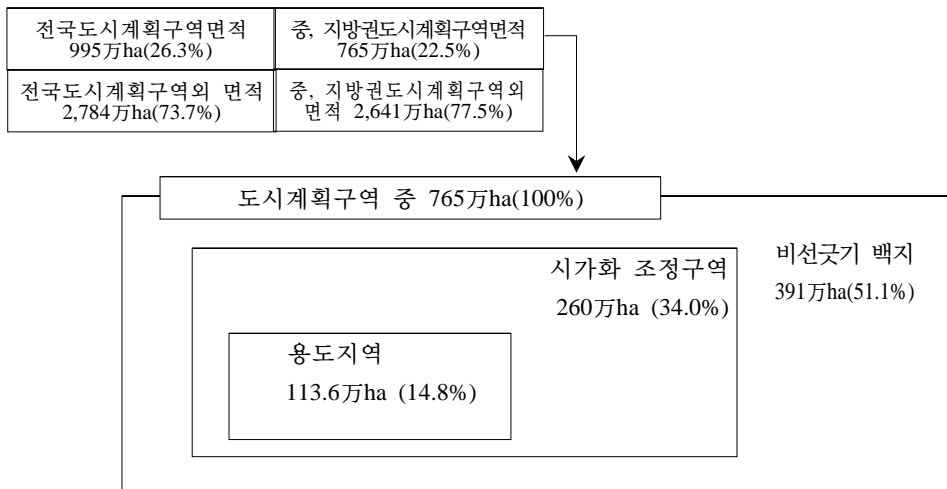 전국도시계획구역면적
995万ha(26.3%)
중, 지방권도시계획구역면적
765万ha(22.5%)
전국도시계획구역외 면적
2,784万ha(73.7%)
중, 지방권도시계획구역외
면적 2,641万ha(77.5%)
도시계획구역 중 765万ha(100%)
시가화 조정구역
260万ha (34.0%)
비선긋기 백지
391万ha(51.1%)
용도지역
113.6万ha (14.8%)